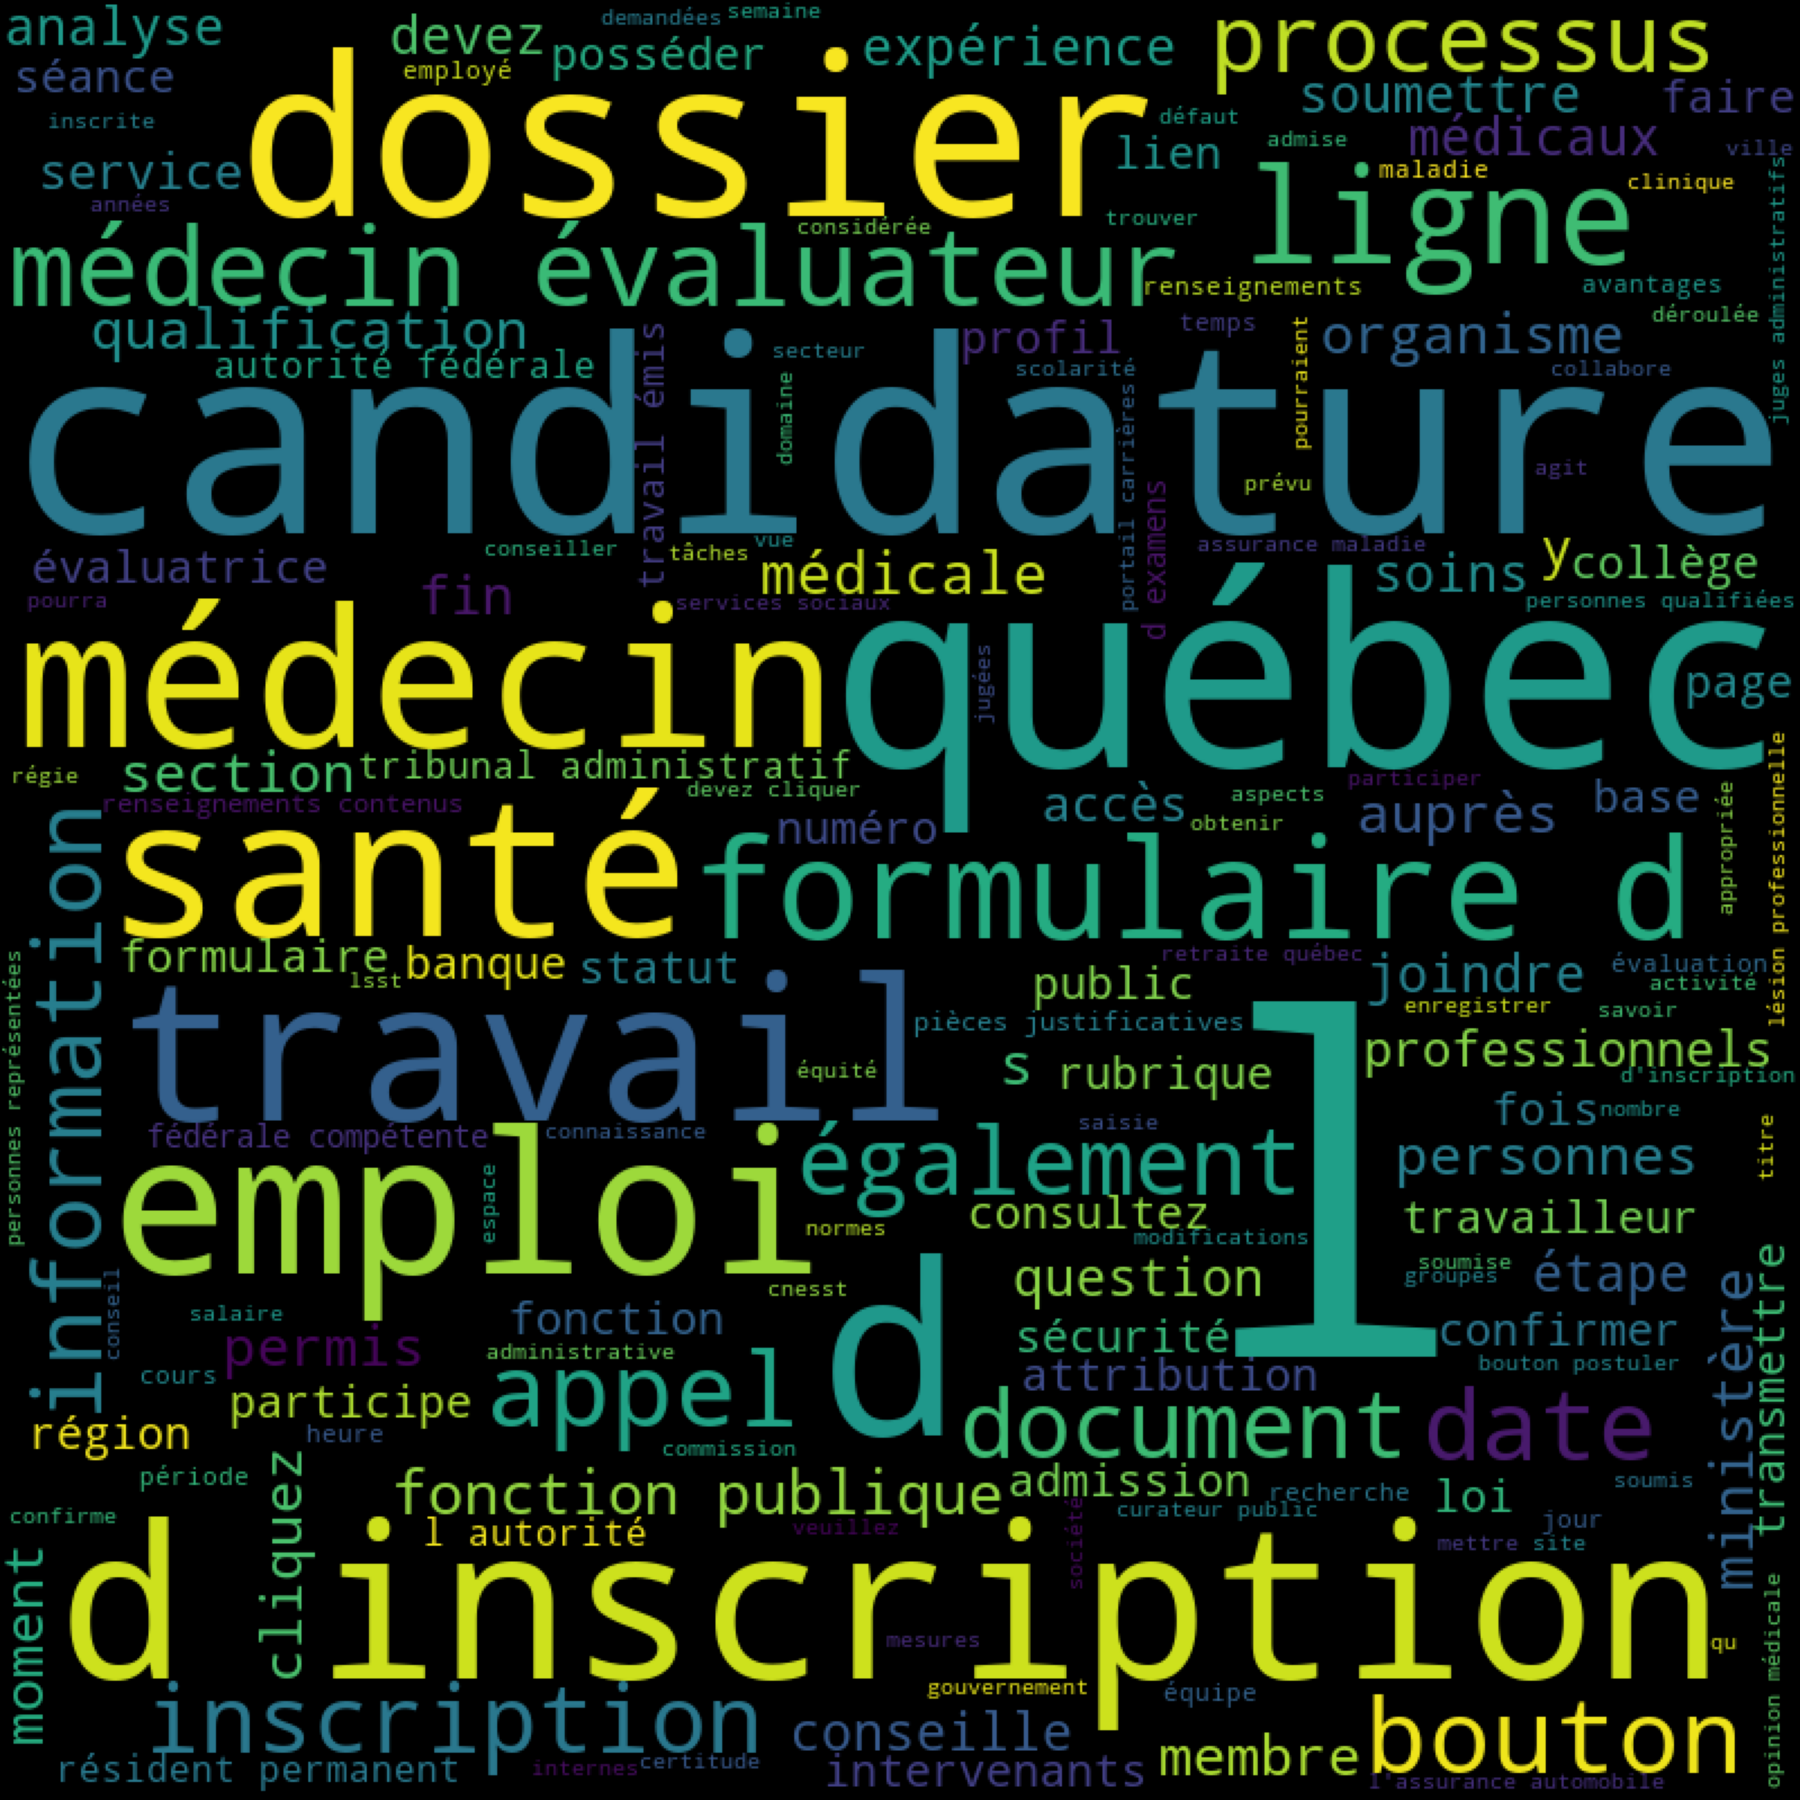 analyse
devez
demandées
semaine
processus
séance
employé
posséder
expérience
soumettre
faire
inscrite
dossier
défaut
médicaux
service
lien
admise
ville
années
maladie
clinique
juges administratifs
considérée
trouver
ligne
médecin évaluateur
renseignements
avantages
qualification
travail émis
profil
temps
pourraient
organisme
déroulée
autorité fédérale
secteur
scolarité
collabore
candidature
domaine
portail carrières
agit
prévu
d examens
évaluatrice
conseiller
tâches
vue
médicale
assurance maladie
soins
y
collège
pourra
fin
services sociaux
personnes qualifiées
médecin
québec
jugées
page
régie
section
tribunal administratif
devez cliquer
participer
lésion professionnelle
renseignements contenus
numéro
accès
aspects
obtenir
auprès
base
appropriée
information
santé
formulaire d
formulaire
lsst
banque
statut
retraite québec
évaluation
personnes représentées
public
joindre
activité
enregistrer
savoir
travail
pièces justificatives
l
professionnels
équité
s
rubrique
d'inscription
fédérale compétente
connaissance
saisie
fois
nombre
titre
emploi
espace
également
personnes
normes
consultez
modifications
travailleur
conseil
cnesst
question
soumise
groupes
étape
ministère
transmettre
salaire
fonction
d
sécurité
confirmer
permis
administrative
bouton postuler
cours
appel
attribution
participe
document
date
région
heure
commission
période
cliquez
fonction publique
admission
recherche
loi
soumis
confirme
curateur public
l autorité
veuillez
société
jour
mettre
site
moment
d inscription
mesures
qu
opinion médicale
inscription
gouvernement
équipe
conseille
bouton
résident permanent
internes
certitude
intervenants
membre
l'assurance automobile